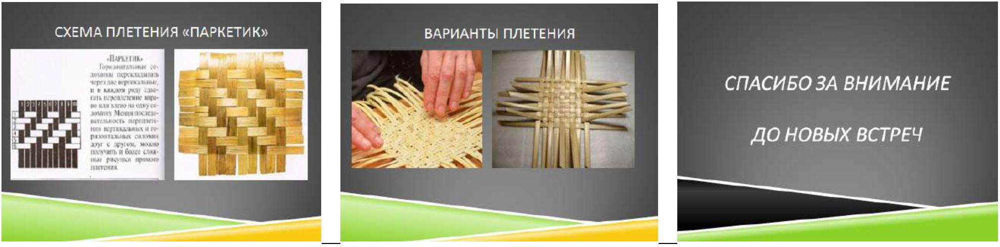 СХЕМА ПЛЕТЕНИЯ «ПАРКЕТИК»
«ПАРКЕТИК»
Горизонтальные со-
ломины перекладывать
через две вертикальные,
и в каждом ряду сдви-
гать переплетение впра-
во или влево на одну со-
ломину. Меняя последо-
вательность переплете-
ния вертикальных и го-
ризонтальных соломин
друг с другом, можно
получить и более слож-
ные рисунки прямого
плетения.
1 2 3 4 5 6 7 8 9 10
1
2
3
4
5
6
ВАРИАНТЫ ПЛЕТЕНИЯ
СПАСИБО ЗА ВНИМАНИЕ
ДО НОВЫХ ВСТРЕЧ